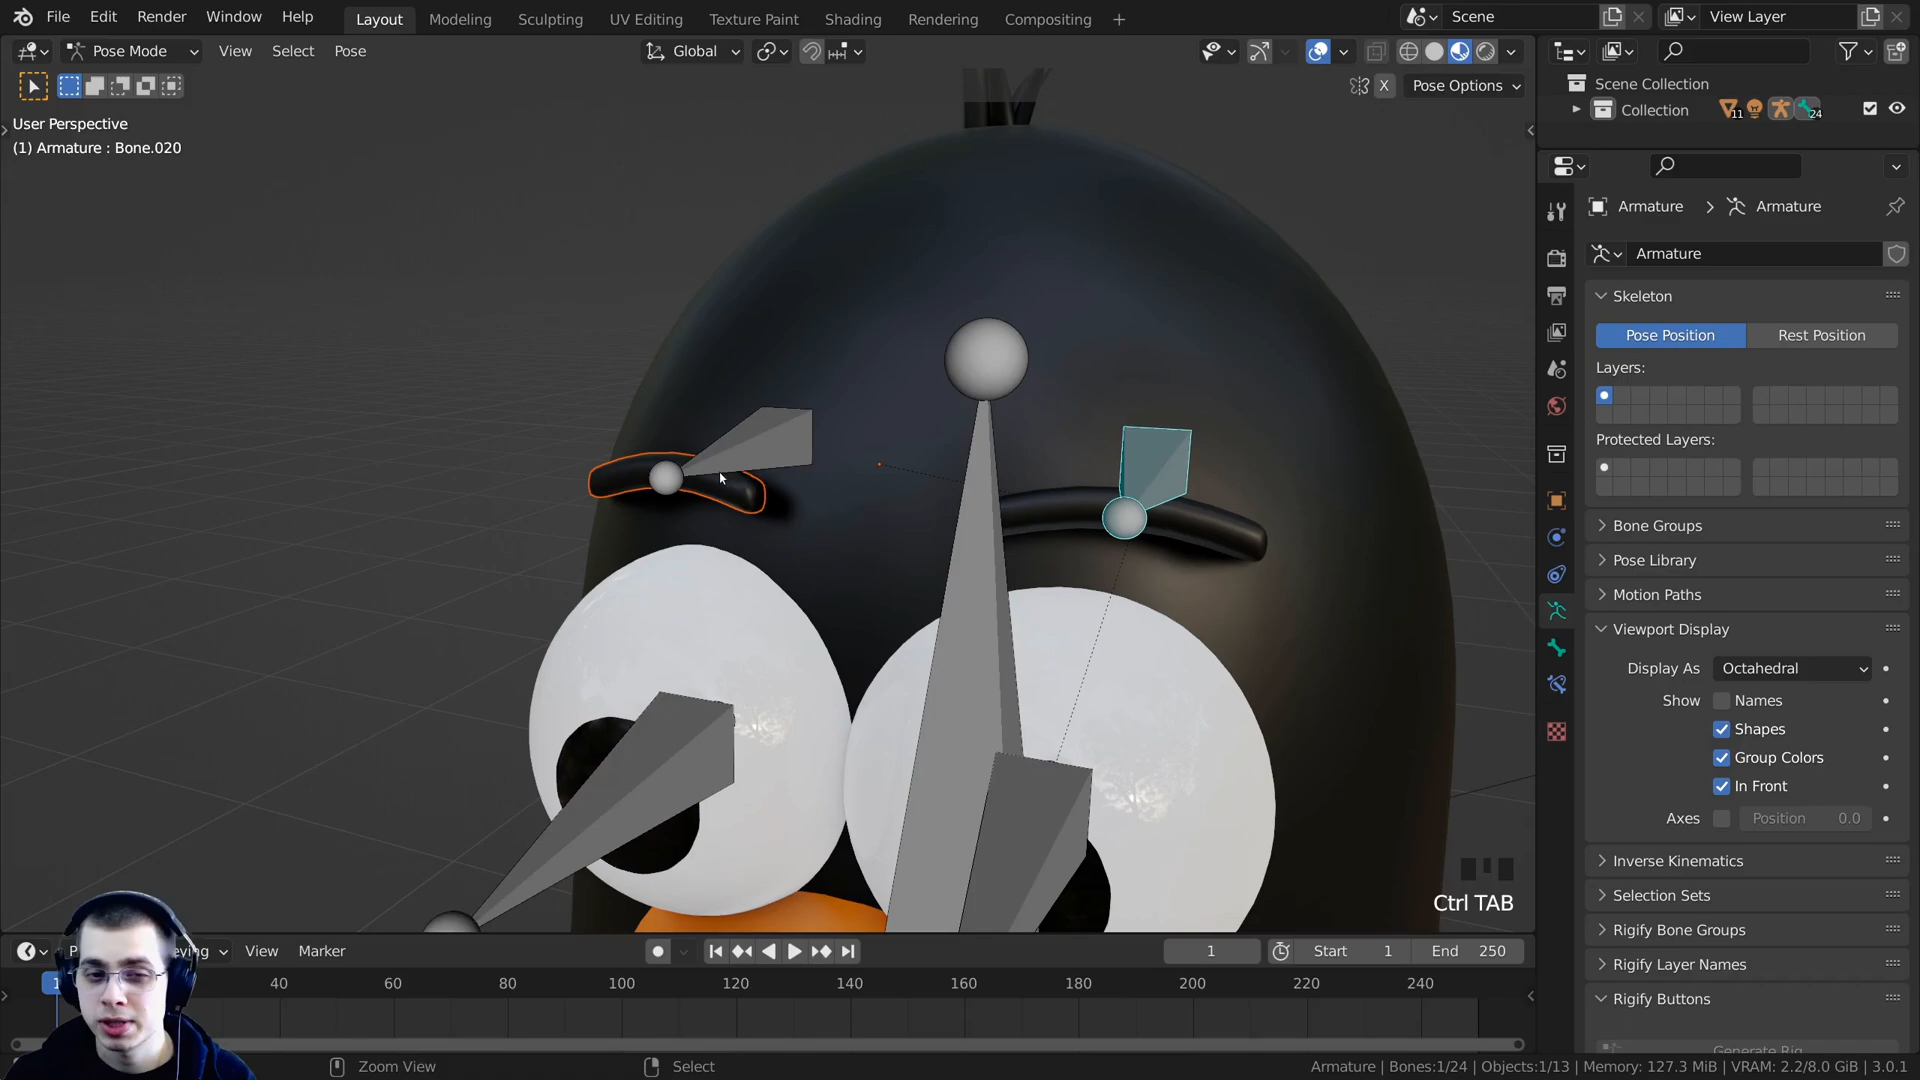 File Edit Render Window Help Layout Modeling Sculpting UV Editing Texture Paint Shading Rendering Compositing + Scene View Layer
Pose Mode View Select Pose Global
X Pose Options
User Perspective
(1) Armature : Bone.020
Scene Collection
Collection 11 24
Armature > Armature
Armature
Skeleton
Pose Position Rest Position
Layers:
Protected Layers:
Bone Groups
Pose Library
Motion Paths
Viewport Display
Display As Octahedral
Show Names
Shapes
Group Colors
In Front
Axes Position 0.0
Inverse Kinematics
Selection Sets
Rigify Bone Groups
Rigify Layer Names
Rigify Buttons
Generate Rig
Ctrl TAB
View Marker 1 Start 1 End 250
1 40 60 80 100 120 140 160 180 200 220 240
Zoom View Select Armature | Bones:1/24 | Objects:1/13 | Memory: 127.3 MiB | VRAM: 2.2/8.0 GiB | 3.0.1